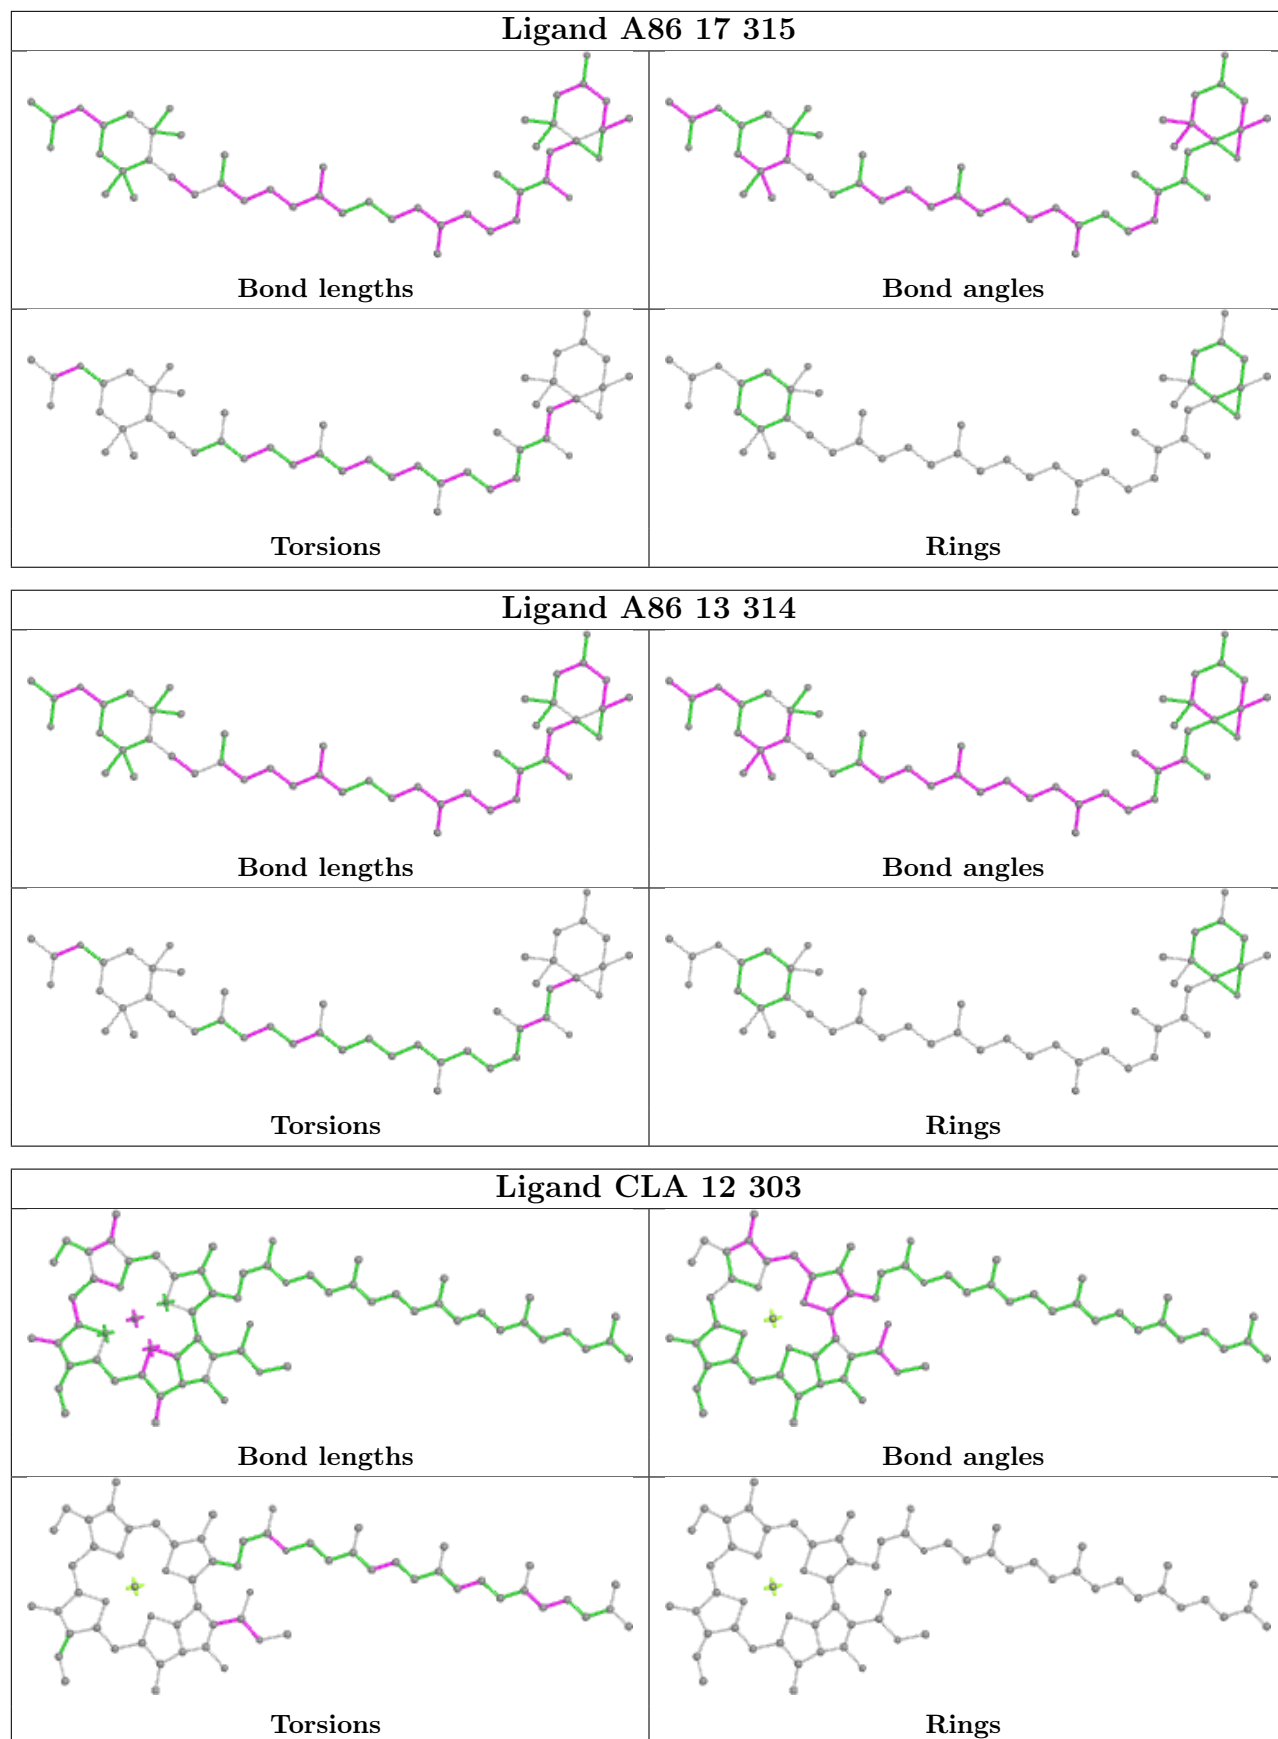 Ligand A86 17 315
Bond lengths
Bond angles
Torsions
Rings
Ligand A86 13 314
Bond lengths
Bond angles
Torsions
Rings
Ligand CLA 12 303
Bond lengths
Bond angles
Torsions
Rings